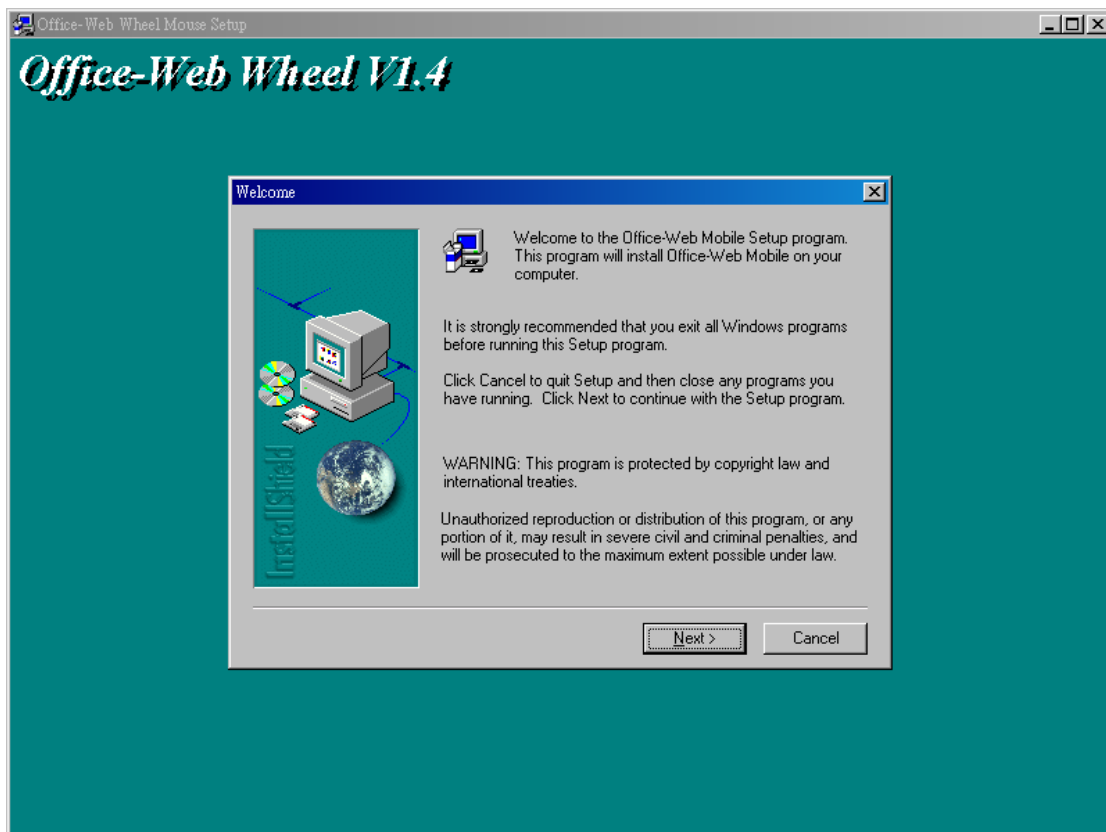 Office-Web Wheel Mouse Setup
Office-Web Wheel V1.4
Welcome
Welcome to the Office-Web Mobile Setup program.
This program will install Office-Web Mobile on your
computer.
It is strongly recommended that you exit all Windows programs
before running this Setup program.
Click Cancel to quit Setup and then close any programs you
have running.  Click Next to continue with the Setup program.
WARNING: This program is protected by copyright law and
international treaties.
Unauthorized reproduction or distribution of this program, or any
portion of it, may result in severe civil and criminal penalties, and
will be prosecuted to the maximum extent possible under law.
InstallShield
Next >
Cancel